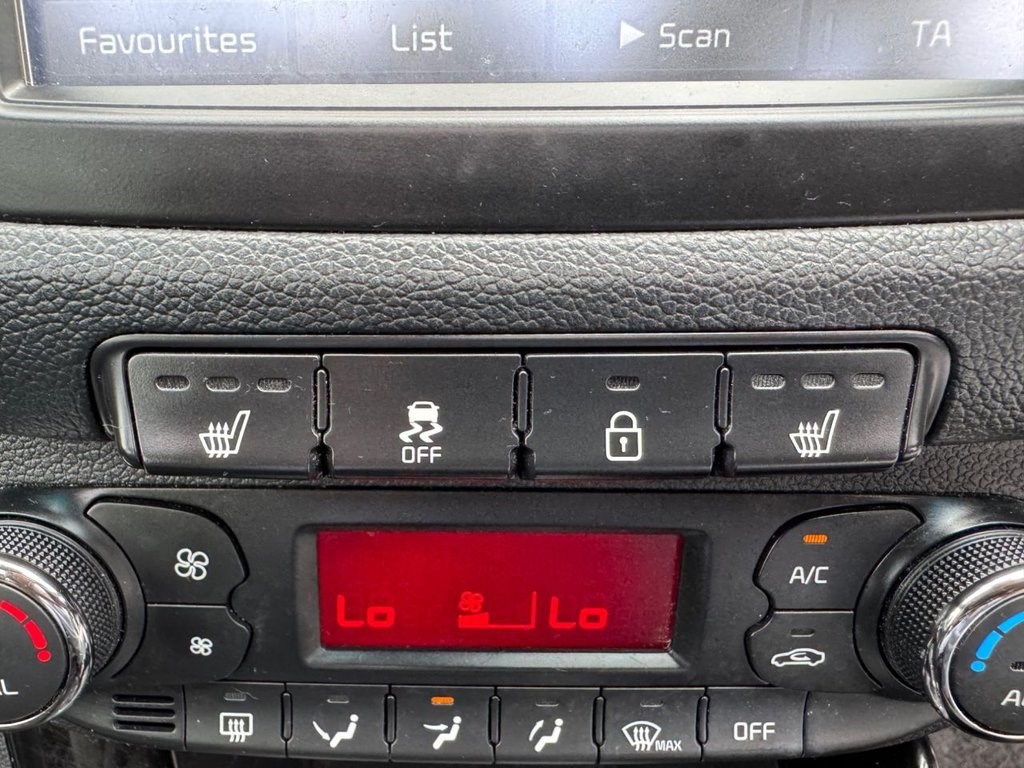 Favourites List Scan TA
OFF
A/C
Lo Lo
MAX OFF